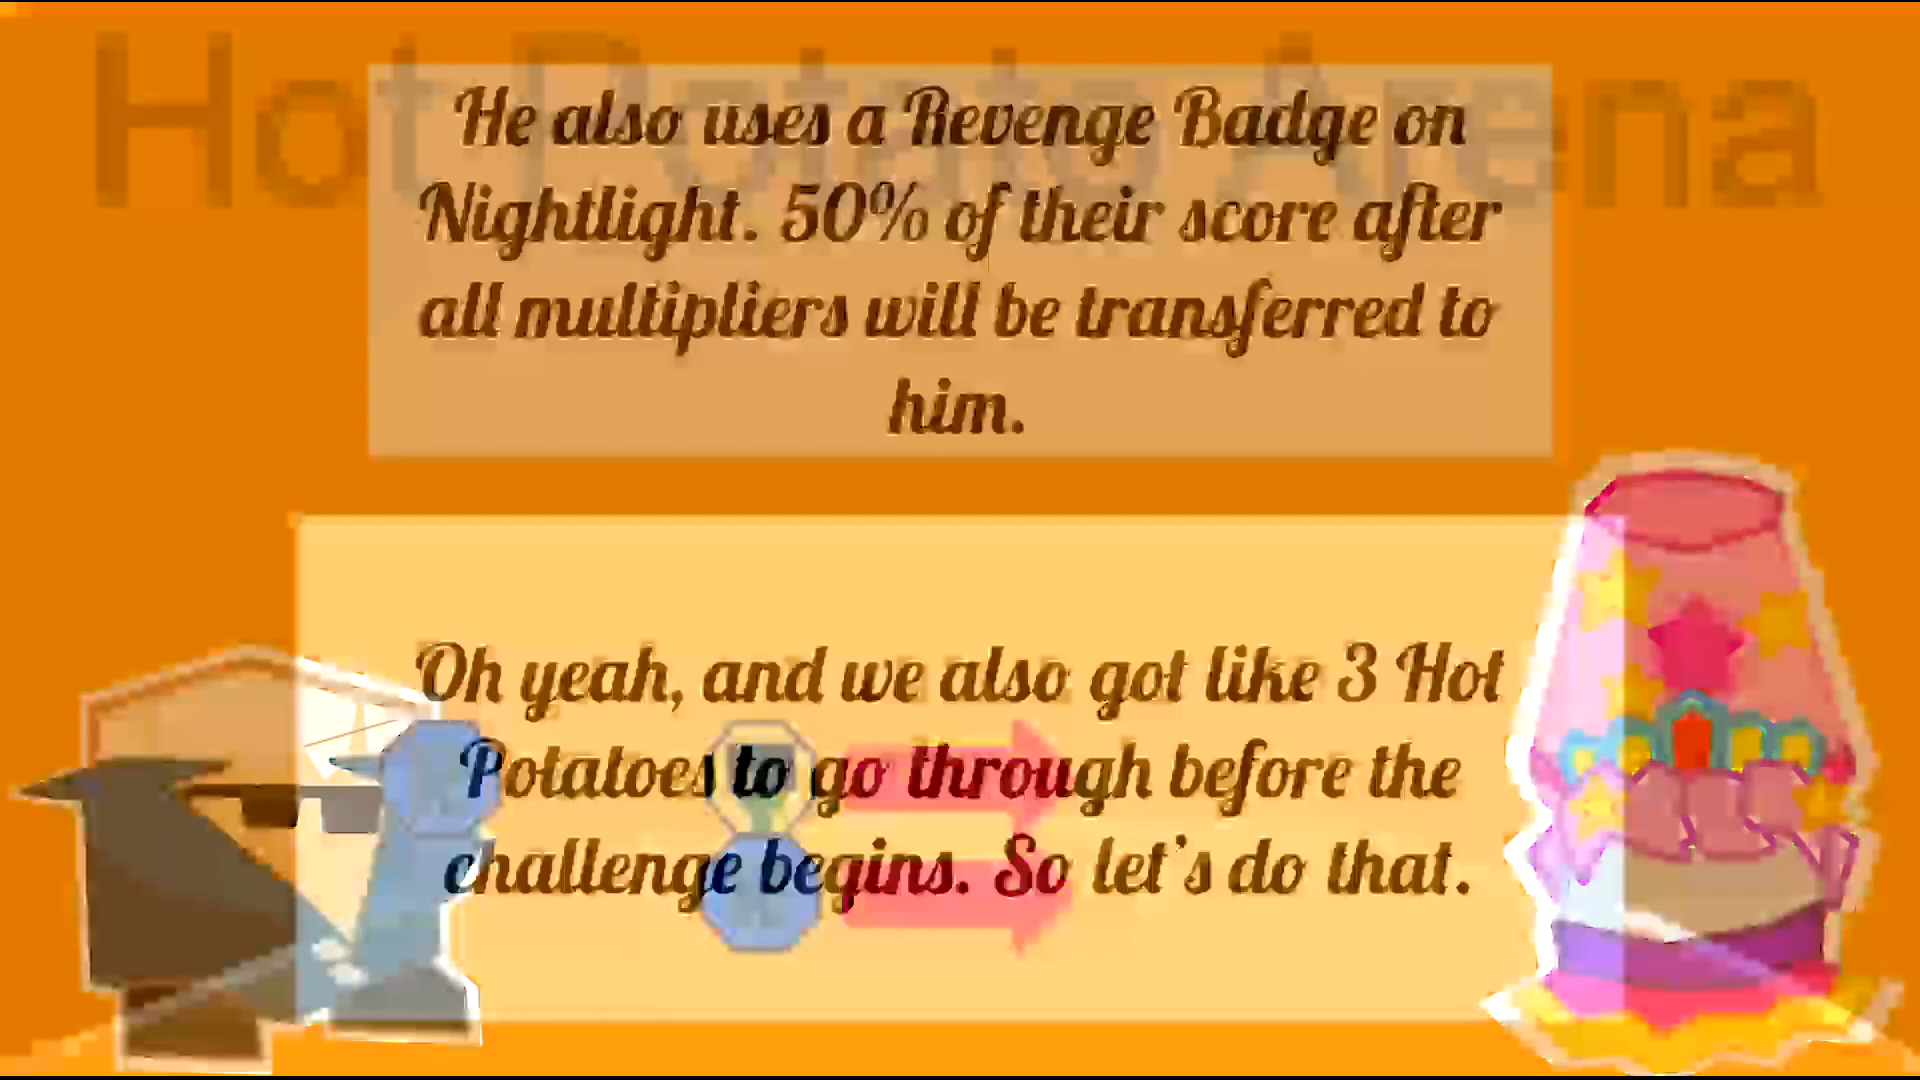 Hot Potato Arena
He also uses a Revenge Badge on
Nightlight. 50% of their score after
all multipliers will be transferred to
him.
Oh yeah, and we also got like 3 Hot
Potatoes to go through before the
challenge begins. So let's do that.